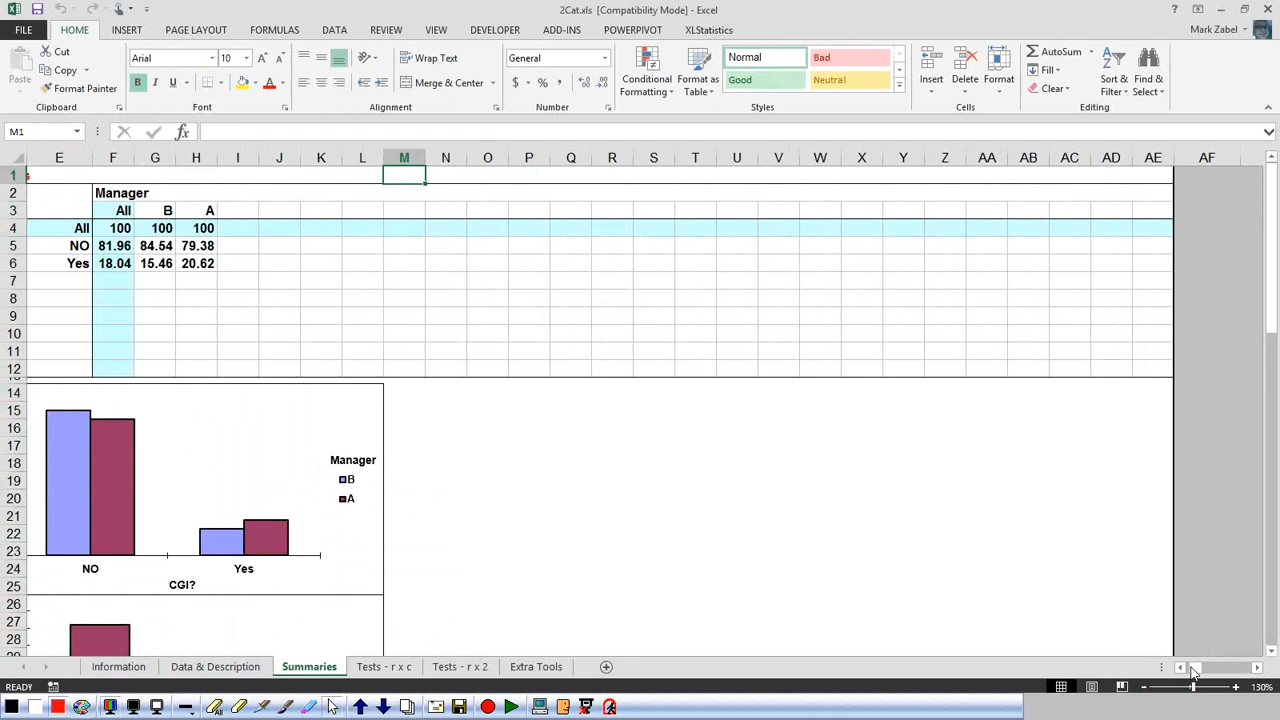 2Cat.xls [Compatibility Mode] - Excel
FILE HOME INSERT PAGE LAYOUT FORMULAS DATA REVIEW VIEW DEVELOPER ADD-INS POWERPIVOT XLStatistics Mark Zabel
Paste Cut Copy Format Painter
Clipboard
Arial 10
B I U
Font
Wrap Text
Merge & Center
Alignment
General
$ % ,
Number
Conditional Formatting Format as Table
Normal Bad
Good Neutral
Styles
Insert Delete Format
Cells
AutoSum
Fill
Clear
Sort & Filter Find & Select
Editing
M1 fx
E F G H I J K L M N O P Q R S T U V W X Y Z AA AB AC AD AE AF
1
2 Manager
3 All B A
4 All 100 100 100
5 NO 81.96 84.54 79.38
6 Yes 18.04 15.46 20.62
7
8
9
10
11
12
14
15
16
17
18 Manager
19 B
20 A
21
22
23
24 NO Yes
25 CGI?
26
27
28
Information Data & Description Summaries Tests - r x c Tests - r x 2 Extra Tools
READY 130%